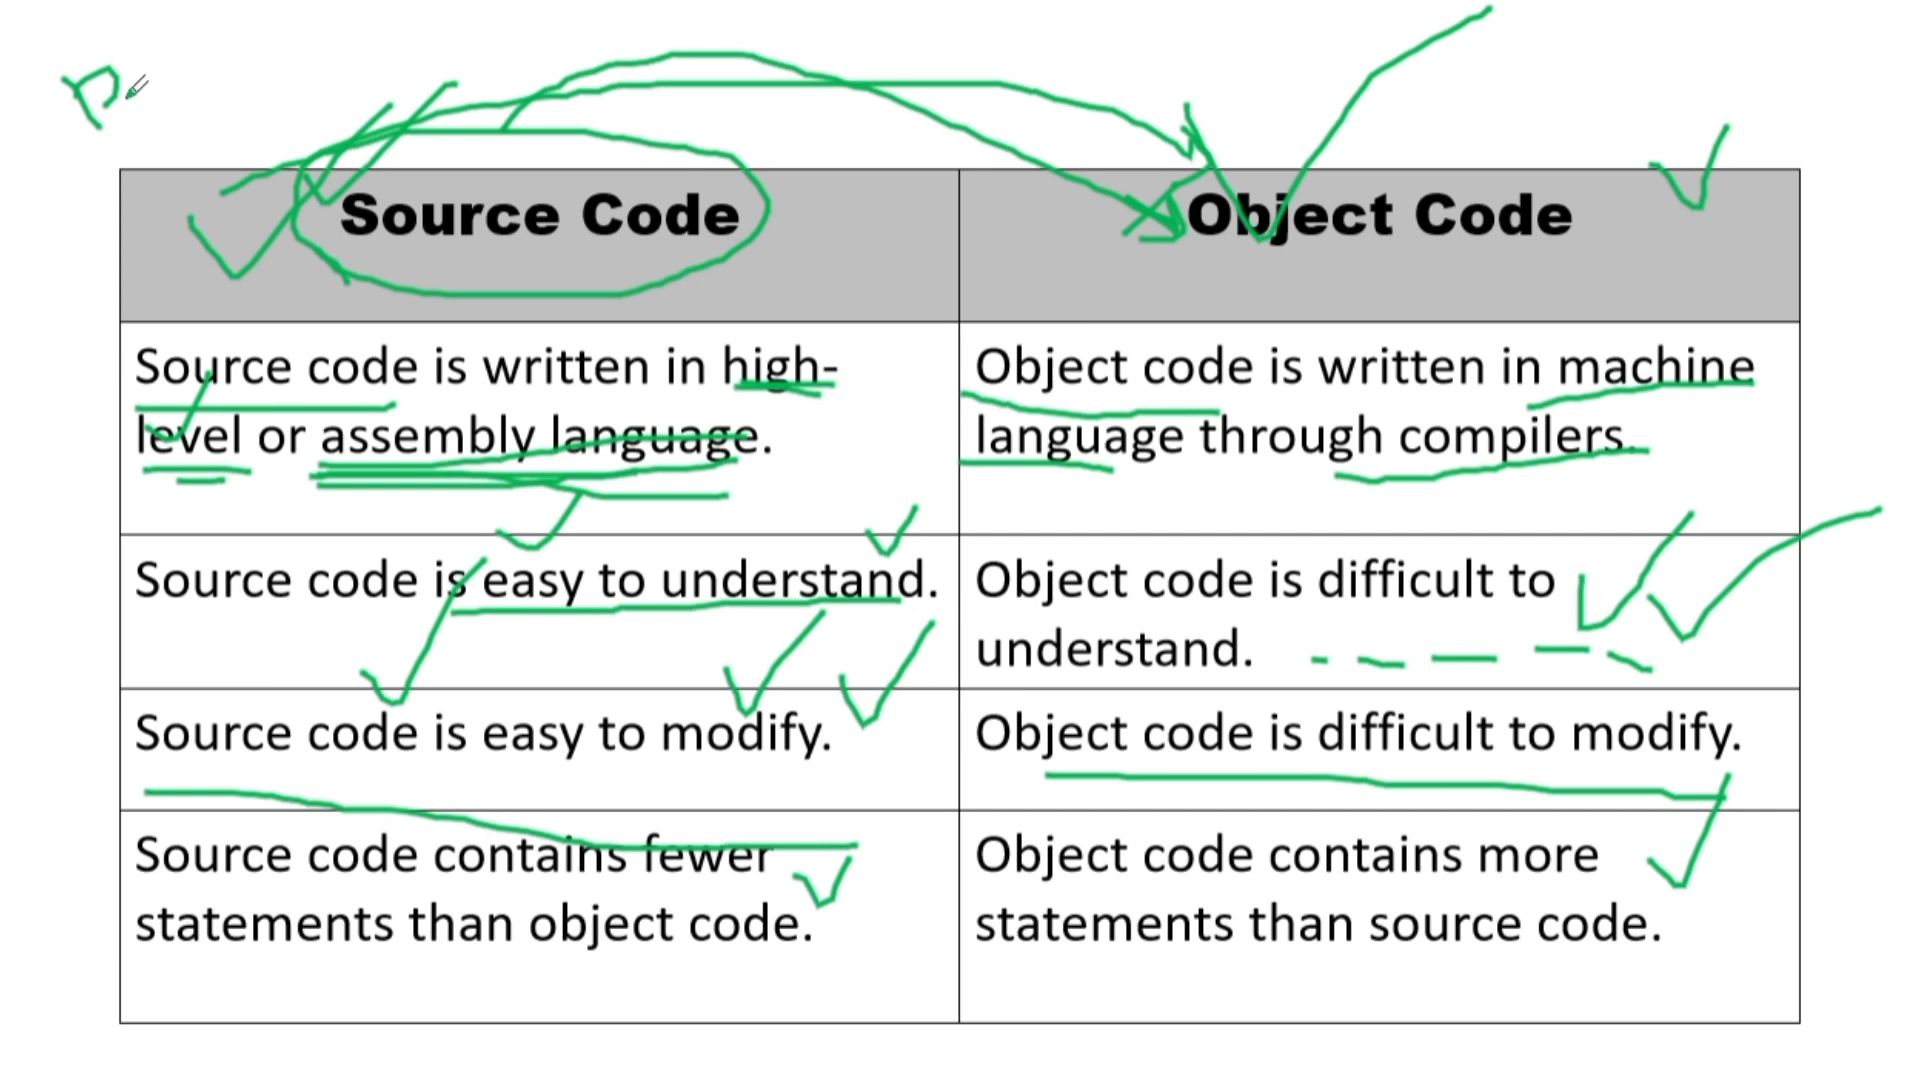 Source Code
Object Code
Source code is written in high-
level or assembly language.
Object code is written in machine
language through compilers.
Source code is easy to understand.
Object code is difficult to
understand.
Source code is easy to modify.
Object code is difficult to modify.
Source code contains fewer
statements than object code.
Object code contains more
statements than source code.